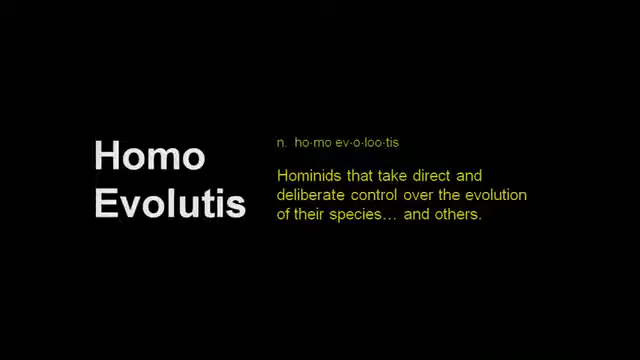 Homo
Evolutis
n. ho·mo ev·o·loo·tis
Hominids that take direct and
deliberate control over the evolution
of their species… and others.